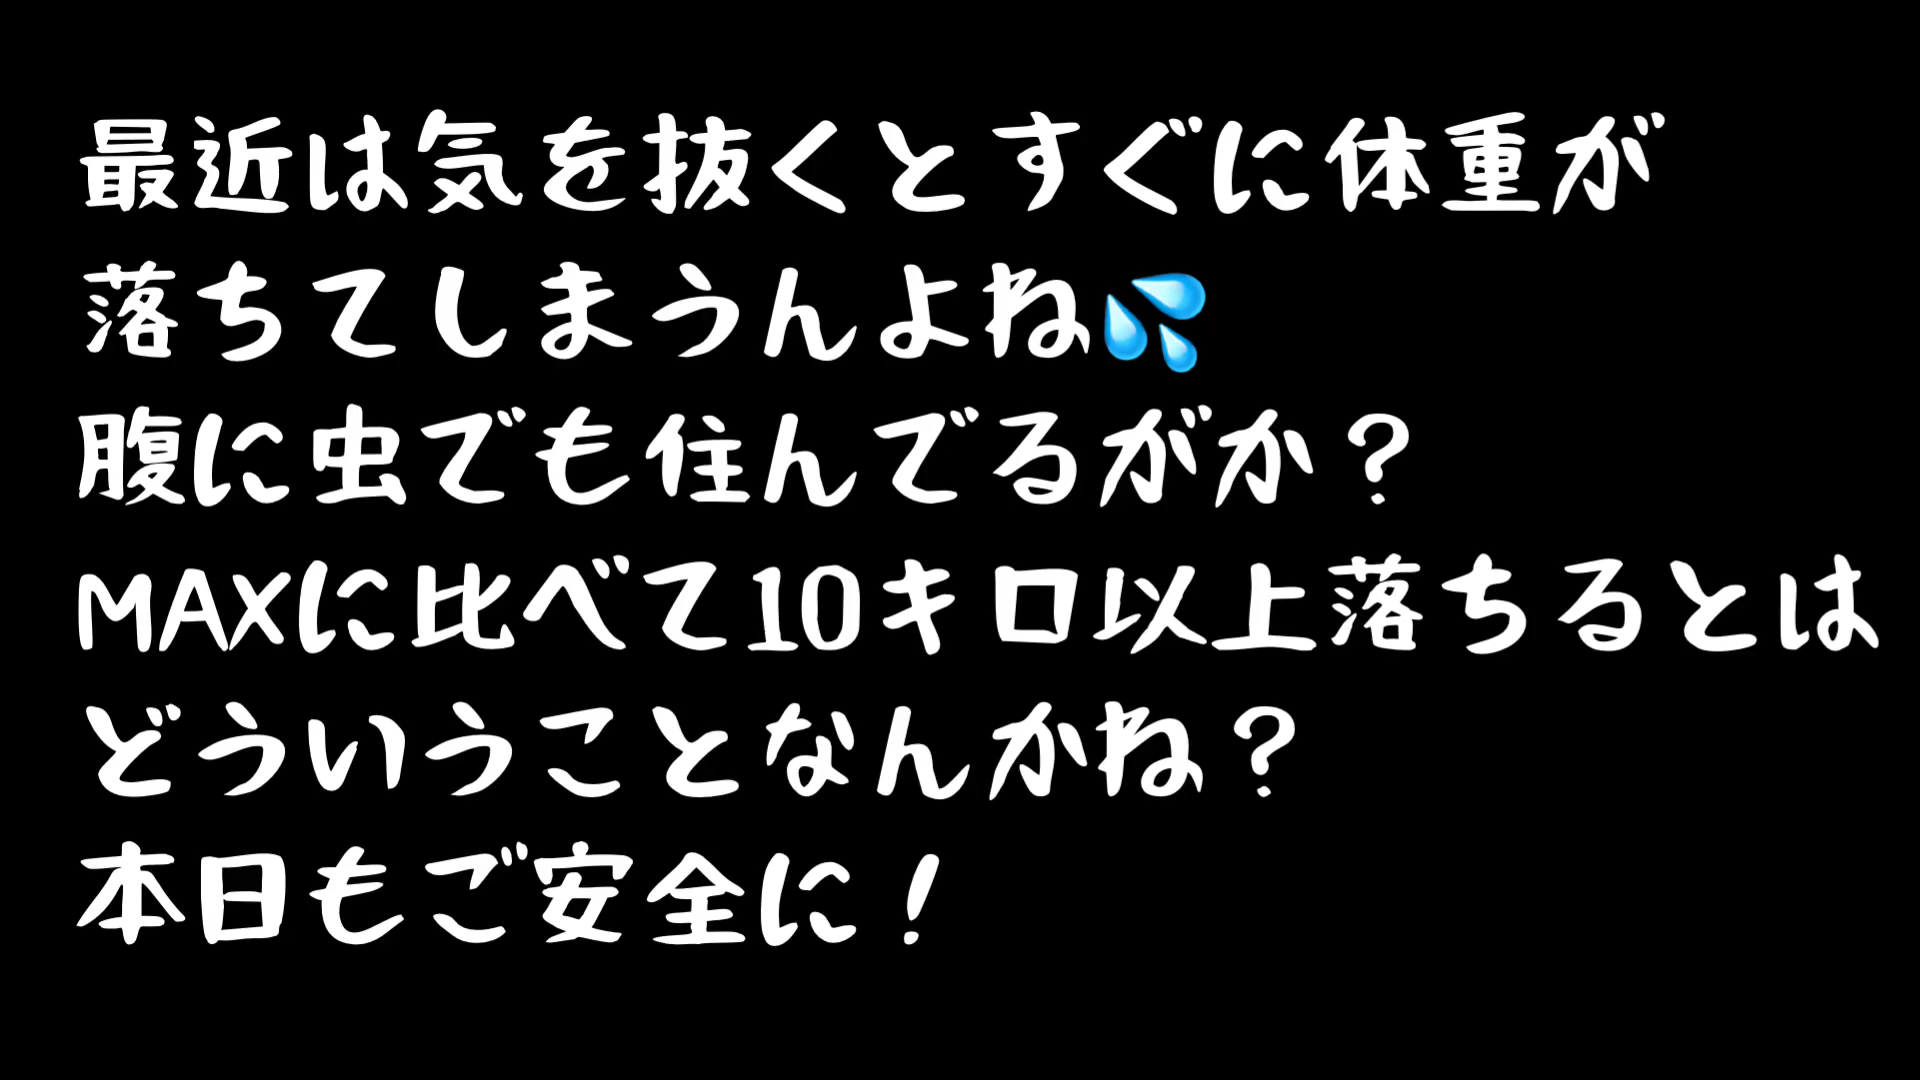 最近は気を抜くとすぐに体重が
落ちてしまうんよね💦
腹に虫でも住んでるがか？
MAXに比べて10キロ以上落ちるとは
どういうことなんかね？
本日もご安全に！